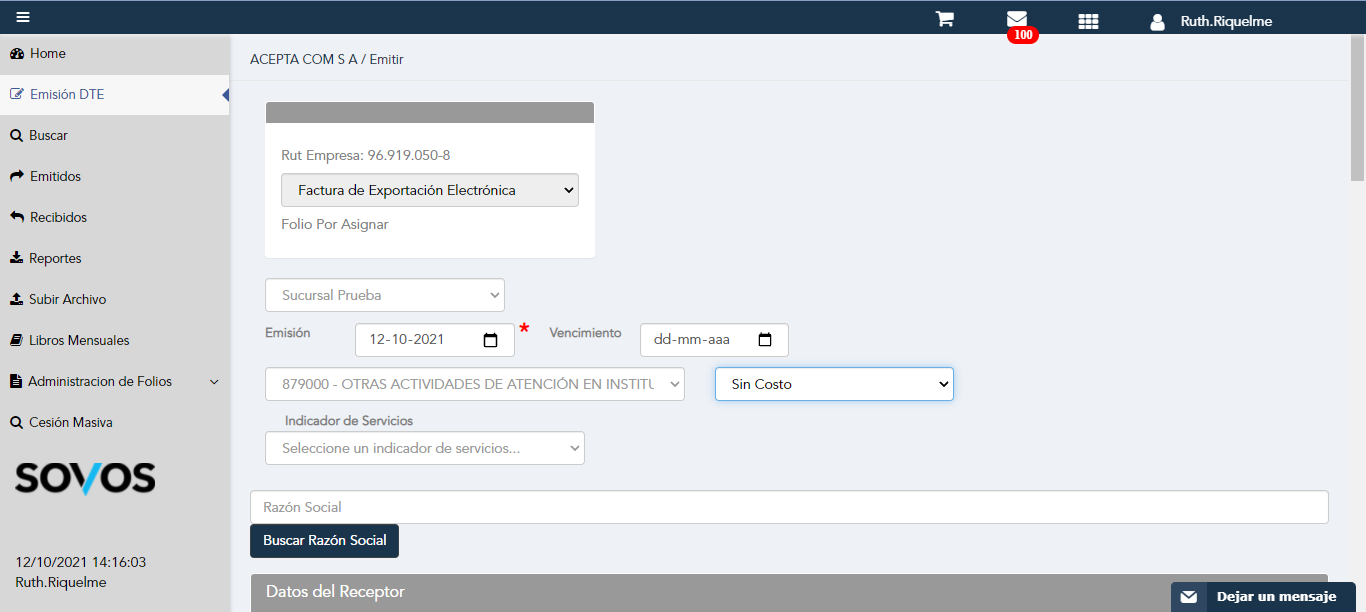 Ruth.Riquelme
100
Home
ACEPTA COM S A / Emitir
Emisión DTE
Buscar
Emitidos
Recibidos
Reportes
Subir Archivo
Libros Mensuales
Administracion de Folios
Cesión Masiva
SOVOS
12/10/2021 14:16:03
Ruth.Riquelme
Rut Empresa: 96.919.050-8
Factura de Exportación Electrónica
Folio Por Asignar
Sucursal Prueba
Emisión 12-10-2021 * Vencimiento dd-mm-aaa
879000 - OTRAS ACTIVIDADES DE ATENCIÓN EN INSTITU Sin Costo
Indicador de Servicios
Seleccione un indicador de servicios...
Razón Social
Buscar Razón Social
Datos del Receptor
Dejar un mensaje